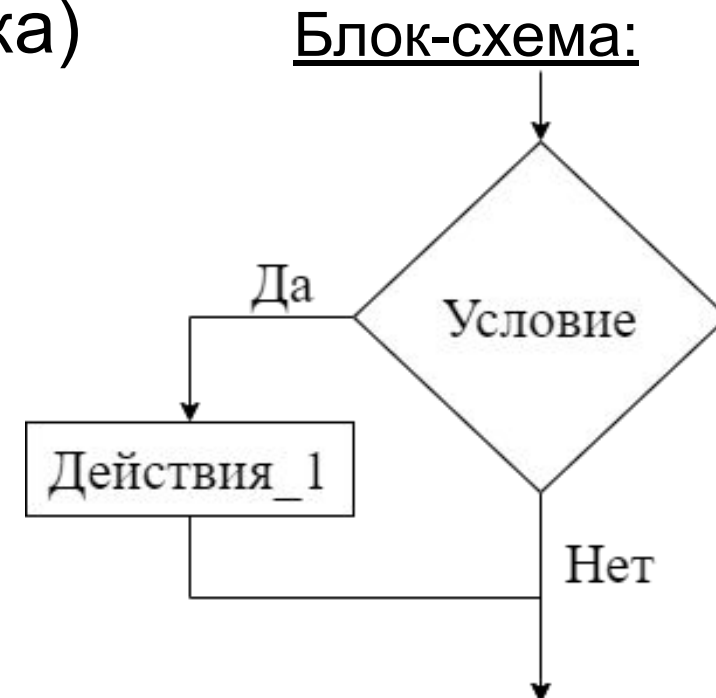 ка)
Блок-схема:
Да
Условие
Действия_1
Нет